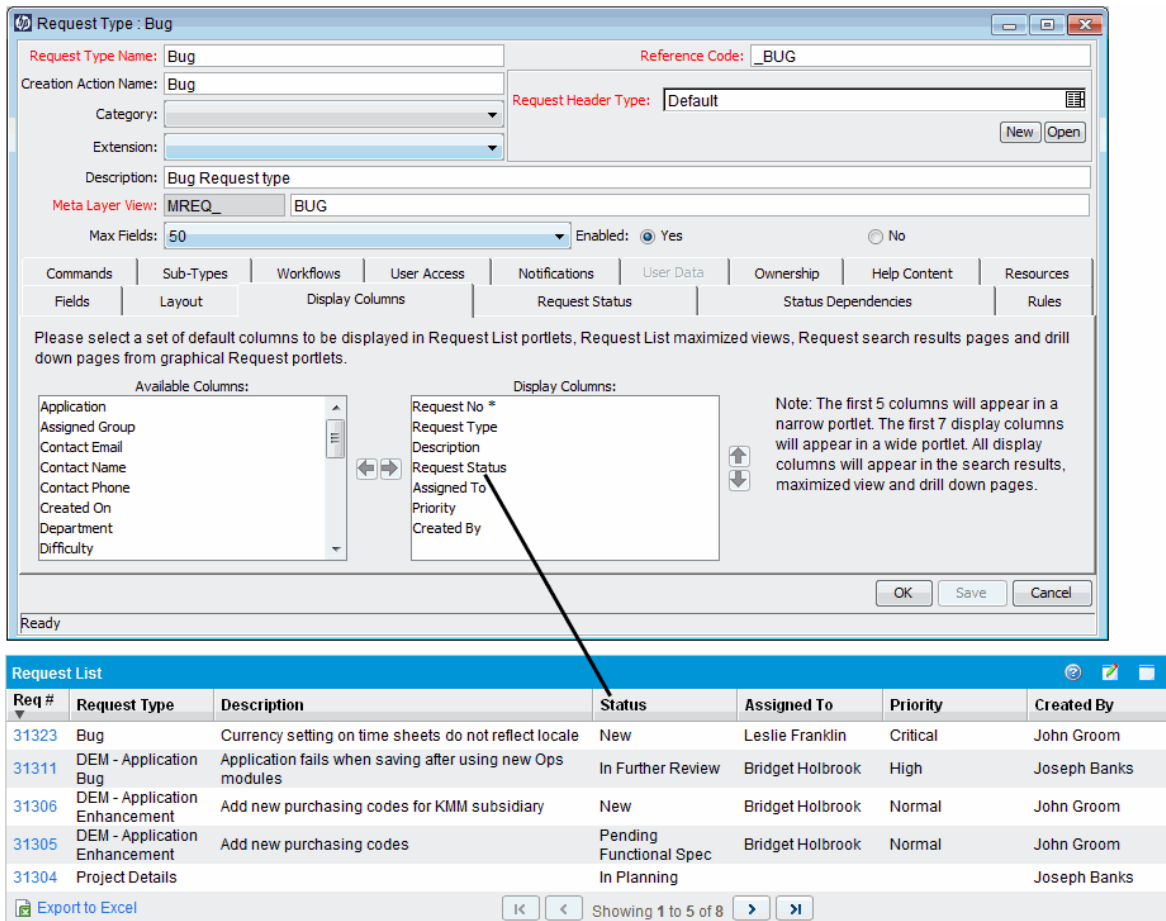 Request Type : Bug
Request Type Name: Bug
Reference Code: _BUG
Creation Action Name: Bug
Request Header Type: Default
Category:
New Open
Extension:
Description: Bug Request type
Meta Layer View: MREQ_ BUG
Max Fields: 50 Enabled: Yes No
Commands Sub-Types Workflows User Access Notifications User Data Ownership Help Content Resources
Fields Layout Display Columns Request Status Status Dependencies Rules
Please select a set of default columns to be displayed in Request List portlets, Request List maximized views, Request search results pages and drill
down pages from graphical Request portlets.
Available Columns:
Application
Assigned Group
Contact Email
Contact Name
Contact Phone
Created On
Department
Difficulty
Display Columns:
Request No *
Request Type
Description
Request Status
Assigned To
Priority
Created By
Note: The first 5 columns will appear in a
narrow portlet. The first 7 display columns
will appear in a wide portlet. All display
columns will appear in the search results,
maximized view and drill down pages.
OK Save Cancel
Ready
Request List
Req # Request Type Description Status Assigned To Priority Created By
31323 Bug Currency setting on time sheets do not reflect locale New Leslie Franklin Critical John Groom
31311 DEM - Application Bug Application fails when saving after using new Ops modules In Further Review Bridget Holbrook High Joseph Banks
31306 DEM - Application Enhancement Add new purchasing codes for KMM subsidiary New Bridget Holbrook Normal John Groom
31305 DEM - Application Enhancement Add new purchasing codes Pending Functional Spec Bridget Holbrook Normal John Groom
31304 Project Details In Planning Joseph Banks
Export to Excel Showing 1 to 5 of 8